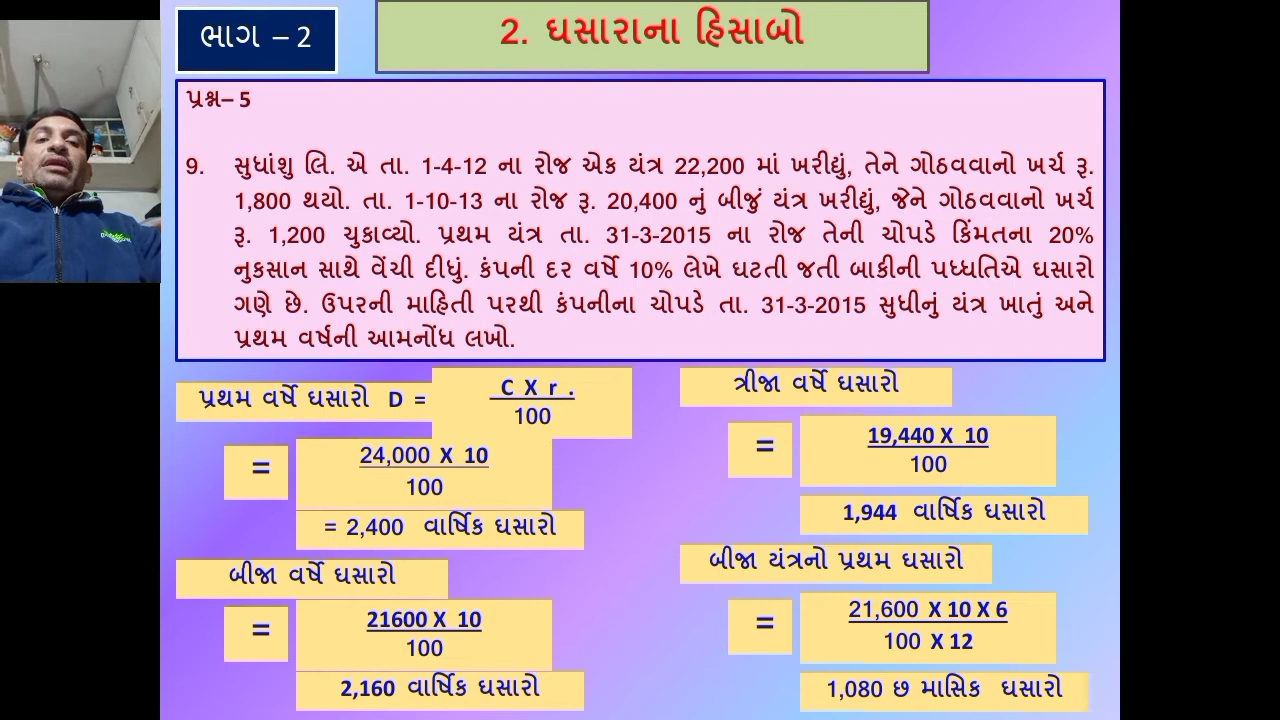 ભાગ – 2
2. ઘસારાના હિસાબો
પ્રશ્ન– 5
9. સુધાંશુ લિ. એ તા. 1-4-12 ના રોજ એક યંત્ર 22,200 માં ખરીદ્યું, તેને ગોઠવવાનો ખર્ચ રૂ.
1,800 થયો. તા. 1-10-13 ના રોજ રૂ. 20,400 નું બીજું યંત્ર ખરીદ્યું, જેને ગોઠવવાનો ખર્ચ
રૂ. 1,200 ચુકાવ્યો. પ્રથમ યંત્ર તા. 31-3-2015 ના રોજ તેની ચોપડે કિંમતના 20%
નુકસાન સાથે વેંચી દીધું. કંપની દર વર્ષે 10% લેખે ઘટતી જતી બાકીની પધ્ધતિએ ઘસારો
ગણે છે. ઉપરની માહિતી પરથી કંપનીના ચોપડે તા. 31-3-2015 સુધીનું યંત્ર ખાતું અને
પ્રથમ વર્ષની આમનોંધ લખો.
પ્રથમ વર્ષે ઘસારો D =
C X r .
100
=
24,000 X 10
100
= 2,400 વાર્ષિક ઘસારો
બીજા વર્ષે ઘસારો
=
21600 X 10
100
2,160 વાર્ષિક ઘસારો
ત્રીજા વર્ષે ઘસારો
=
19,440 X 10
100
1,944 વાર્ષિક ઘસારો
બીજા યંત્રનો પ્રથમ ઘસારો
=
21,600 X 10 X 6
100 X 12
1,080 છ માસિક ઘસારો